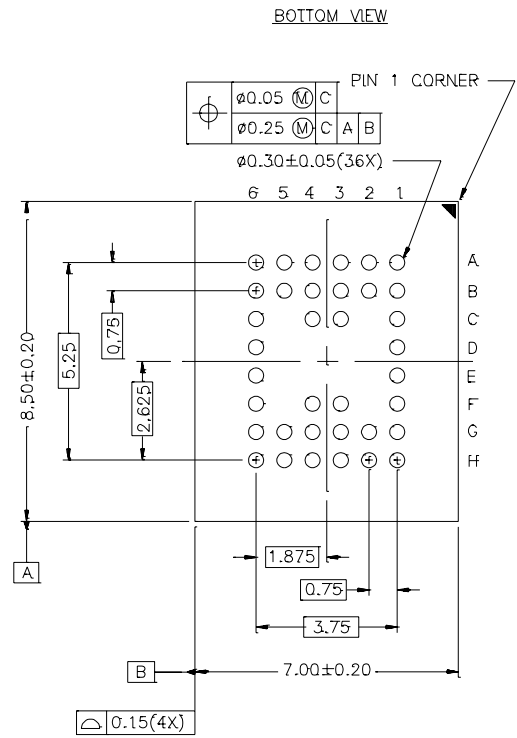 BOTTOM VIEW
PIN 1 CORNER
⌖ ⌀0.05 Ⓜ C
⌀0.25 Ⓜ C A B
⌀0.30±0.05(36X)
6 5 4 3 2 1
A
B
C
D
E
F
G
H
0.75
5.25
8.50±0.20
2.625
1.875
0.75
3.75
7.00±0.20
A
B
⌓ 0.15(4X)